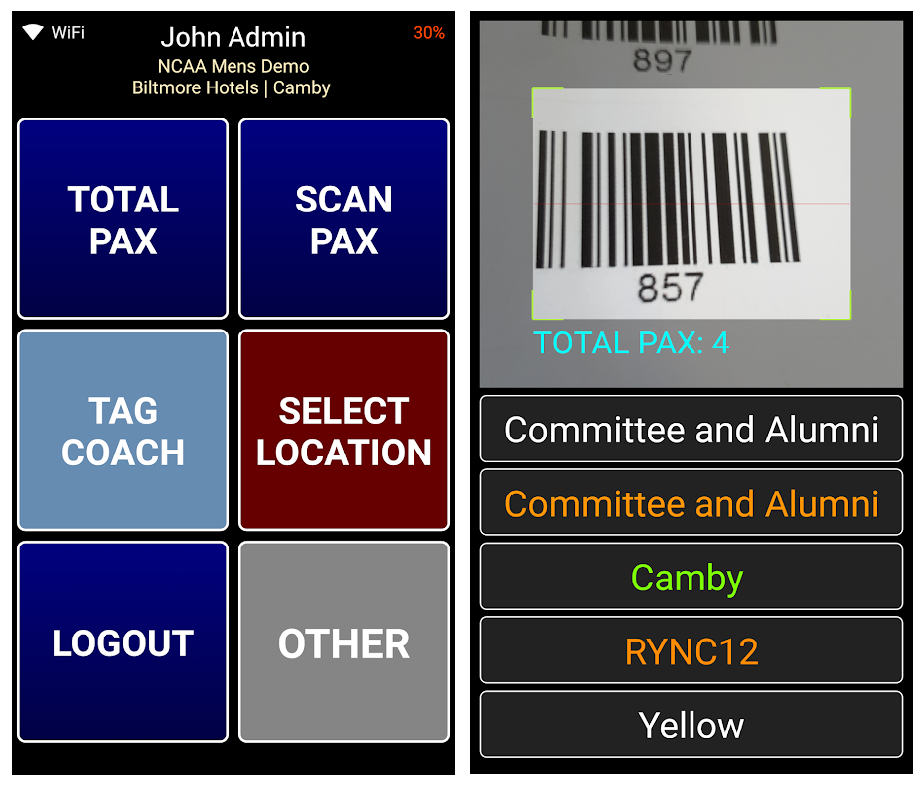 WiFi
John Admin
30%
NCAA Mens Demo
Biltmore Hotels | Camby
TOTAL
PAX
SCAN
PAX
TAG
COACH
SELECT
LOCATION
LOGOUT
OTHER
897
857
TOTAL PAX: 4
Committee and Alumni
Committee and Alumni
Camby
RYNC12
Yellow